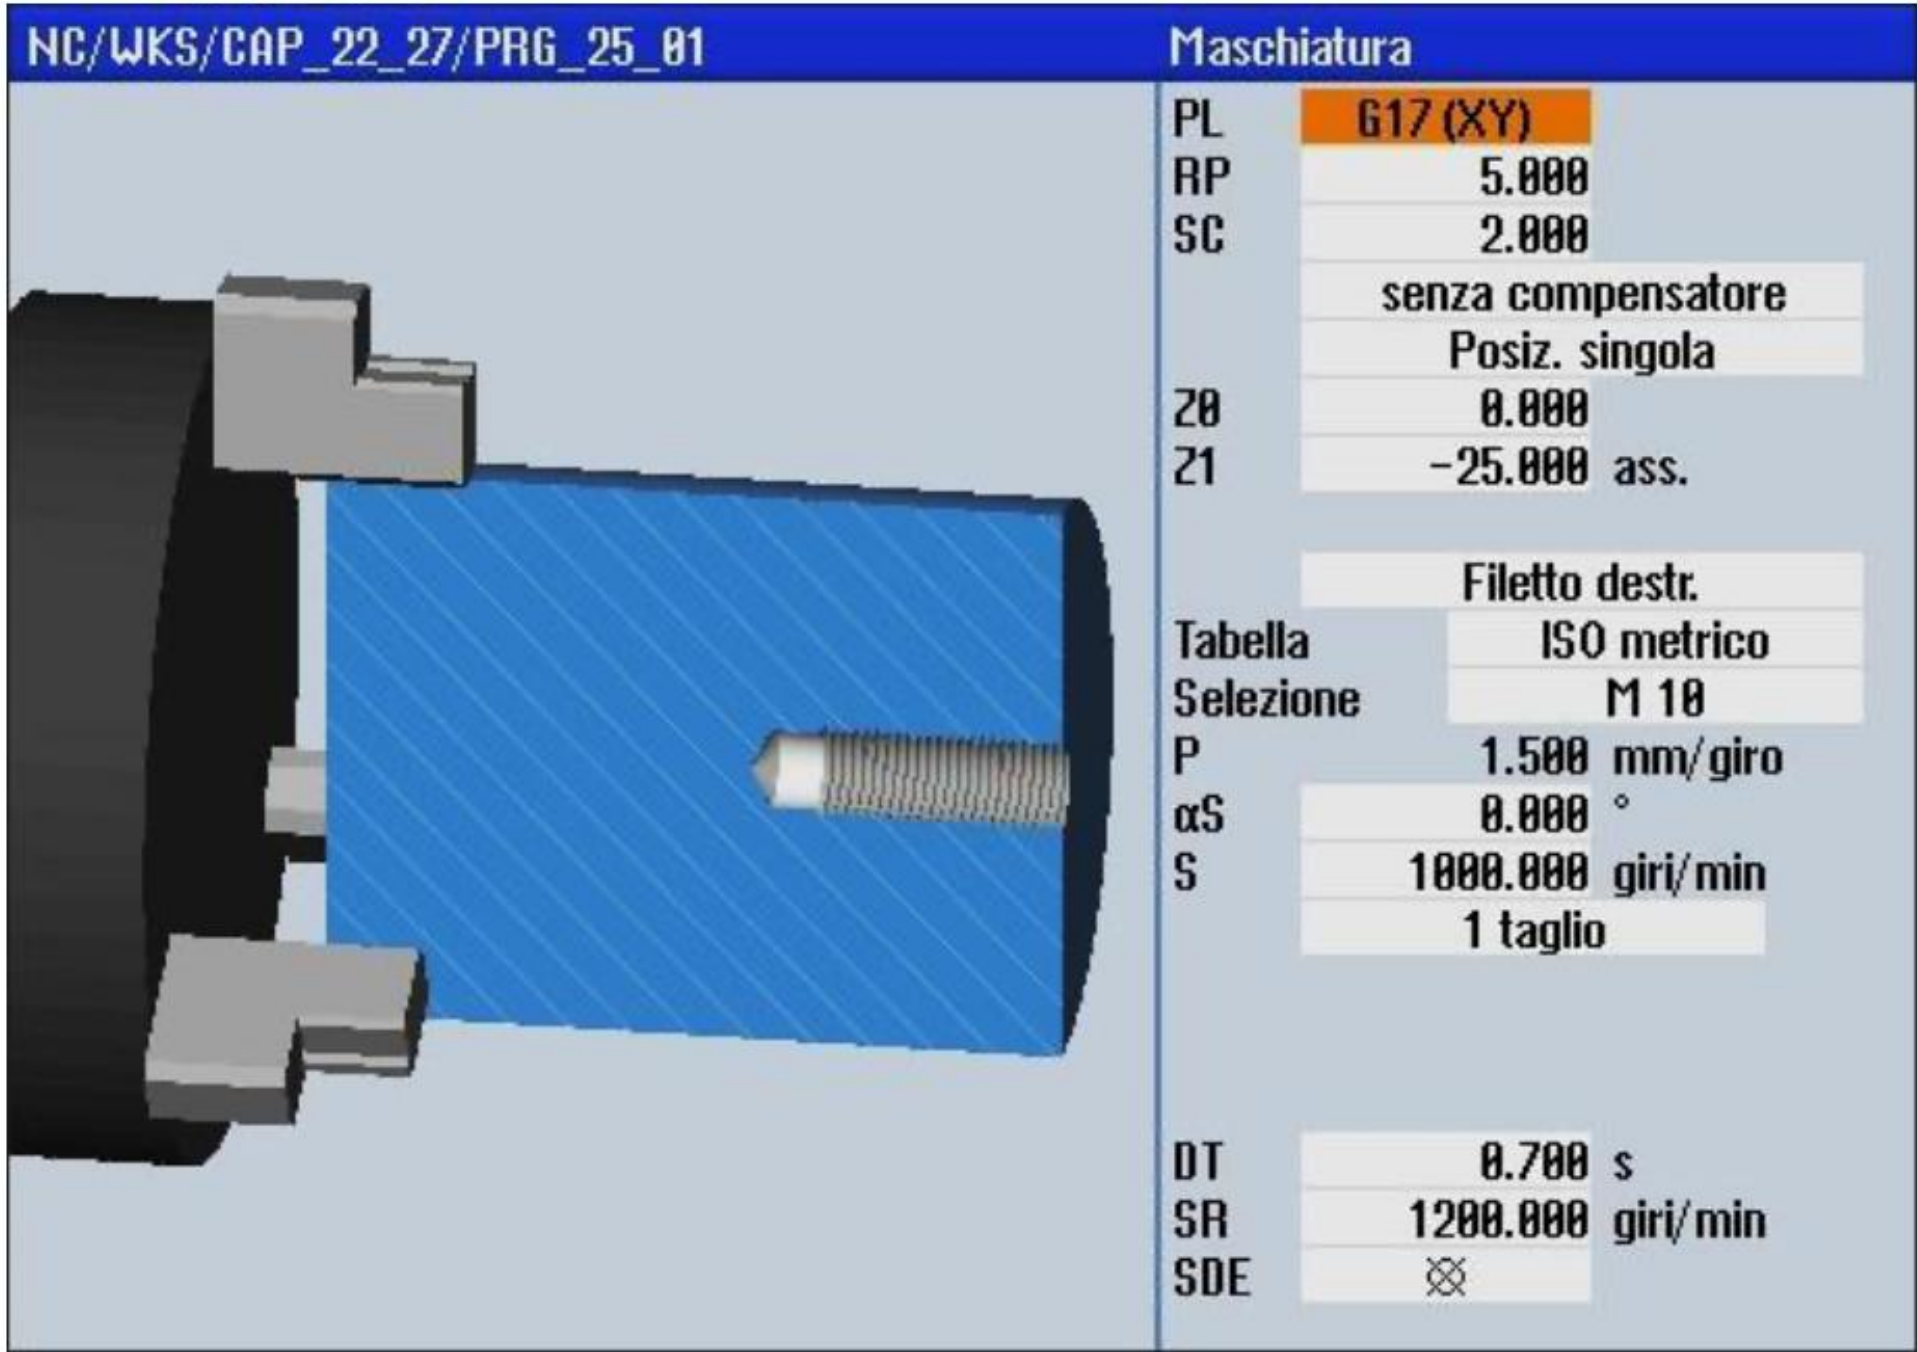 NC/WKS/CAP_22_27/PRG_25_01
Maschiatura
PL G17 (XY)
RP 5.000
SC 2.000
senza compensatore
Posiz. singola
Z0 0.000
Z1 -25.000 ass.
Filetto destr.
Tabella ISO metrico
Selezione M 10
P 1.500 mm/giro
αS 0.000 °
S 1000.000 giri/min
1 taglio
DT 0.700 s
SR 1200.000 giri/min
SDE